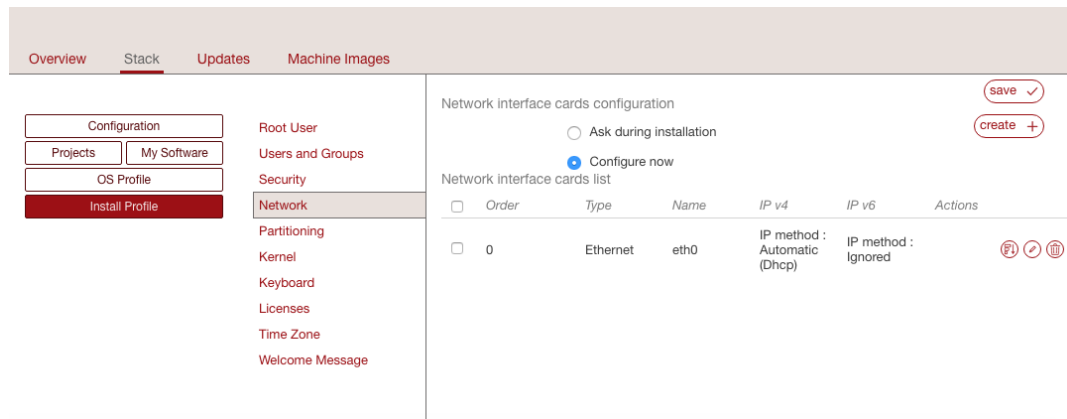 Overview Stack Updates Machine Images
Configuration
Projects My Software
OS Profile
Install Profile
Root User
Users and Groups
Security
Network
Partitioning
Kernel
Keyboard
Licenses
Time Zone
Welcome Message
save
create +
Network interface cards configuration
Ask during installation
Configure now
Network interface cards list
Order Type Name IP v4 IP v6 Actions
0 Ethernet eth0
IP method :
Automatic
(Dhcp)
IP method :
Ignored